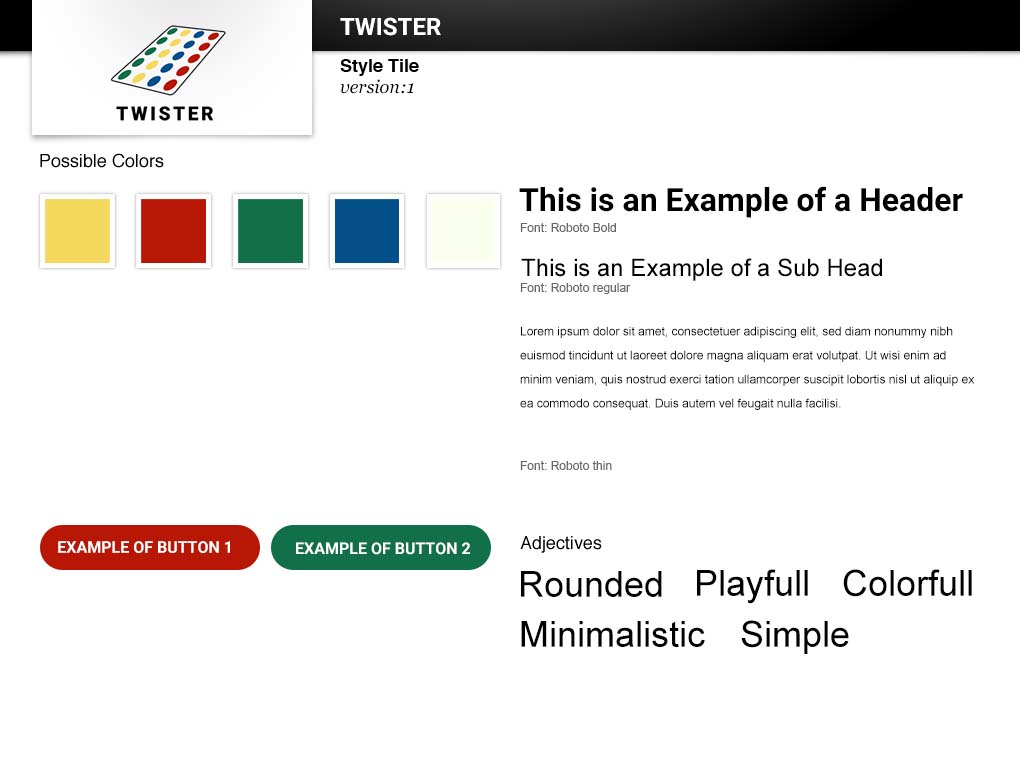 TWISTER
TWISTER
Style Tile
version:1
Possible Colors
This is an Example of a Header
Font: Roboto Bold
This is an Example of a Sub Head
Font: Roboto regular
Lorem ipsum dolor sit amet, consectetuer adipiscing elit, sed diam nonummy nibh
euismod tincidunt ut laoreet dolore magna aliquam erat volutpat. Ut wisi enim ad
minim veniam, quis nostrud exerci tation ullamcorper suscipit lobortis nisl ut aliquip ex
ea commodo consequat. Duis autem vel feugait nulla facilisi.
Font: Roboto thin
EXAMPLE OF BUTTON 1
EXAMPLE OF BUTTON 2
Adjectives
Rounded Playfull Colorfull
Minimalistic Simple